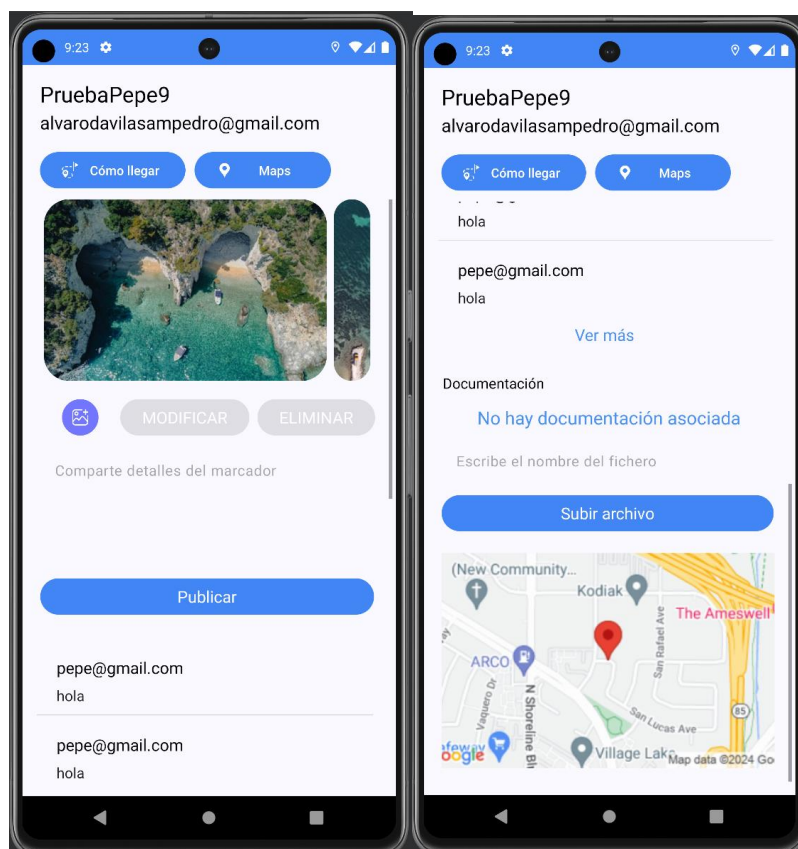 9:23
PruebaPepe9
alvarodavilasampedro@gmail.com
Cómo llegar
Maps
MODIFICAR
ELIMINAR
Comparte detalles del marcador
Publicar
pepe@gmail.com
hola
pepe@gmail.com
hola
9:23
PruebaPepe9
alvarodavilasampedro@gmail.com
Cómo llegar
Maps
hola
pepe@gmail.com
hola
Ver más
Documentación
No hay documentación asociada
Escribe el nombre del fichero
Subir archivo
(New Community...
Kodiak
The Ameswell
ARCO
San Rafael Ave
Vaquero Dr
N Shoreline
San Lucas Ave
85
Village
Map data ©2024